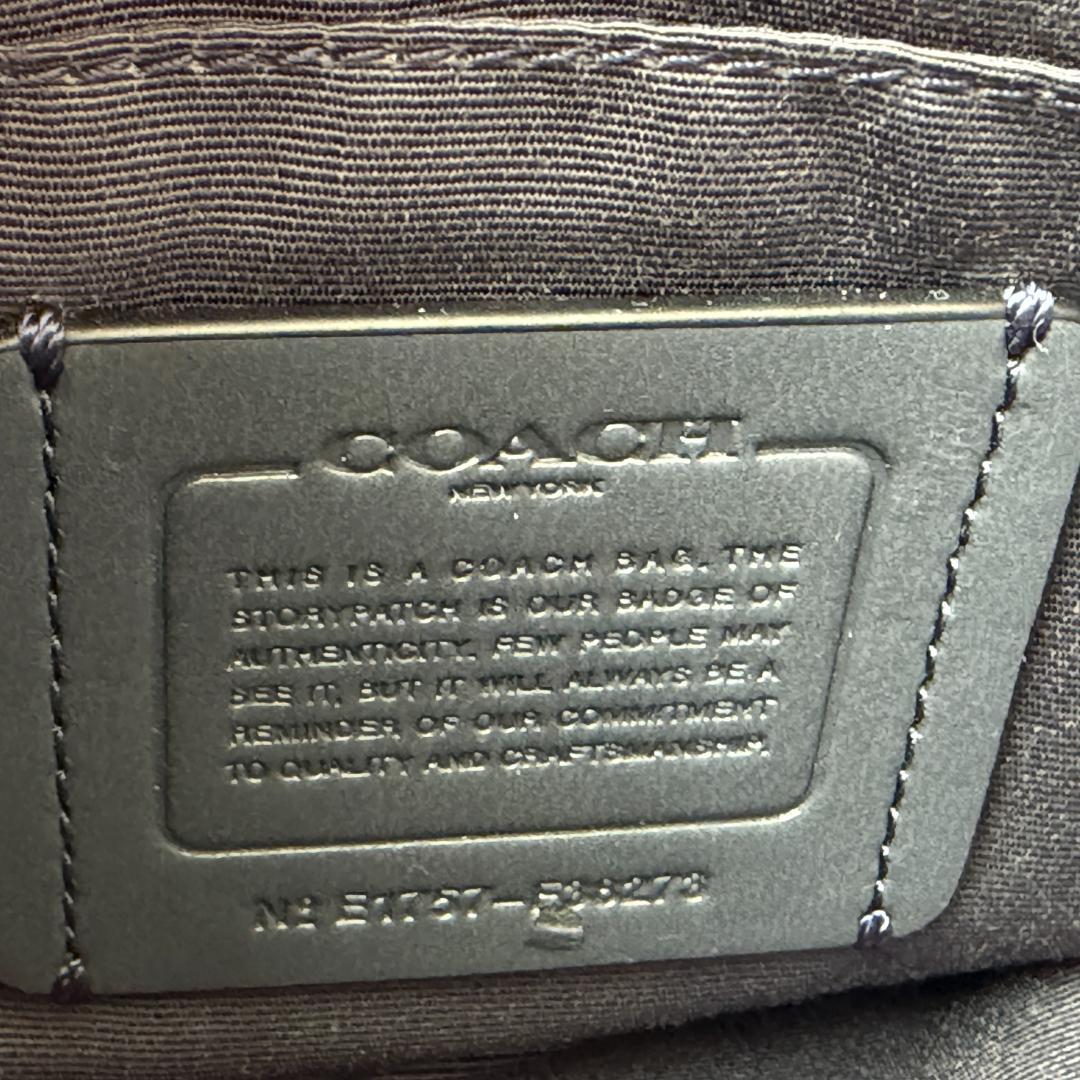 COACH
NEW YORK
THIS IS A COACH BAG. THE
STORYPATCH IS OUR BADGE OF
AUTHENTICITY. FEW PEOPLE MAY
SEE IT, BUT IT WILL ALWAYS BE A
REMINDER OF OUR COMMITMENT
TO QUALITY AND CRAFTSMANSHIP.
Nº